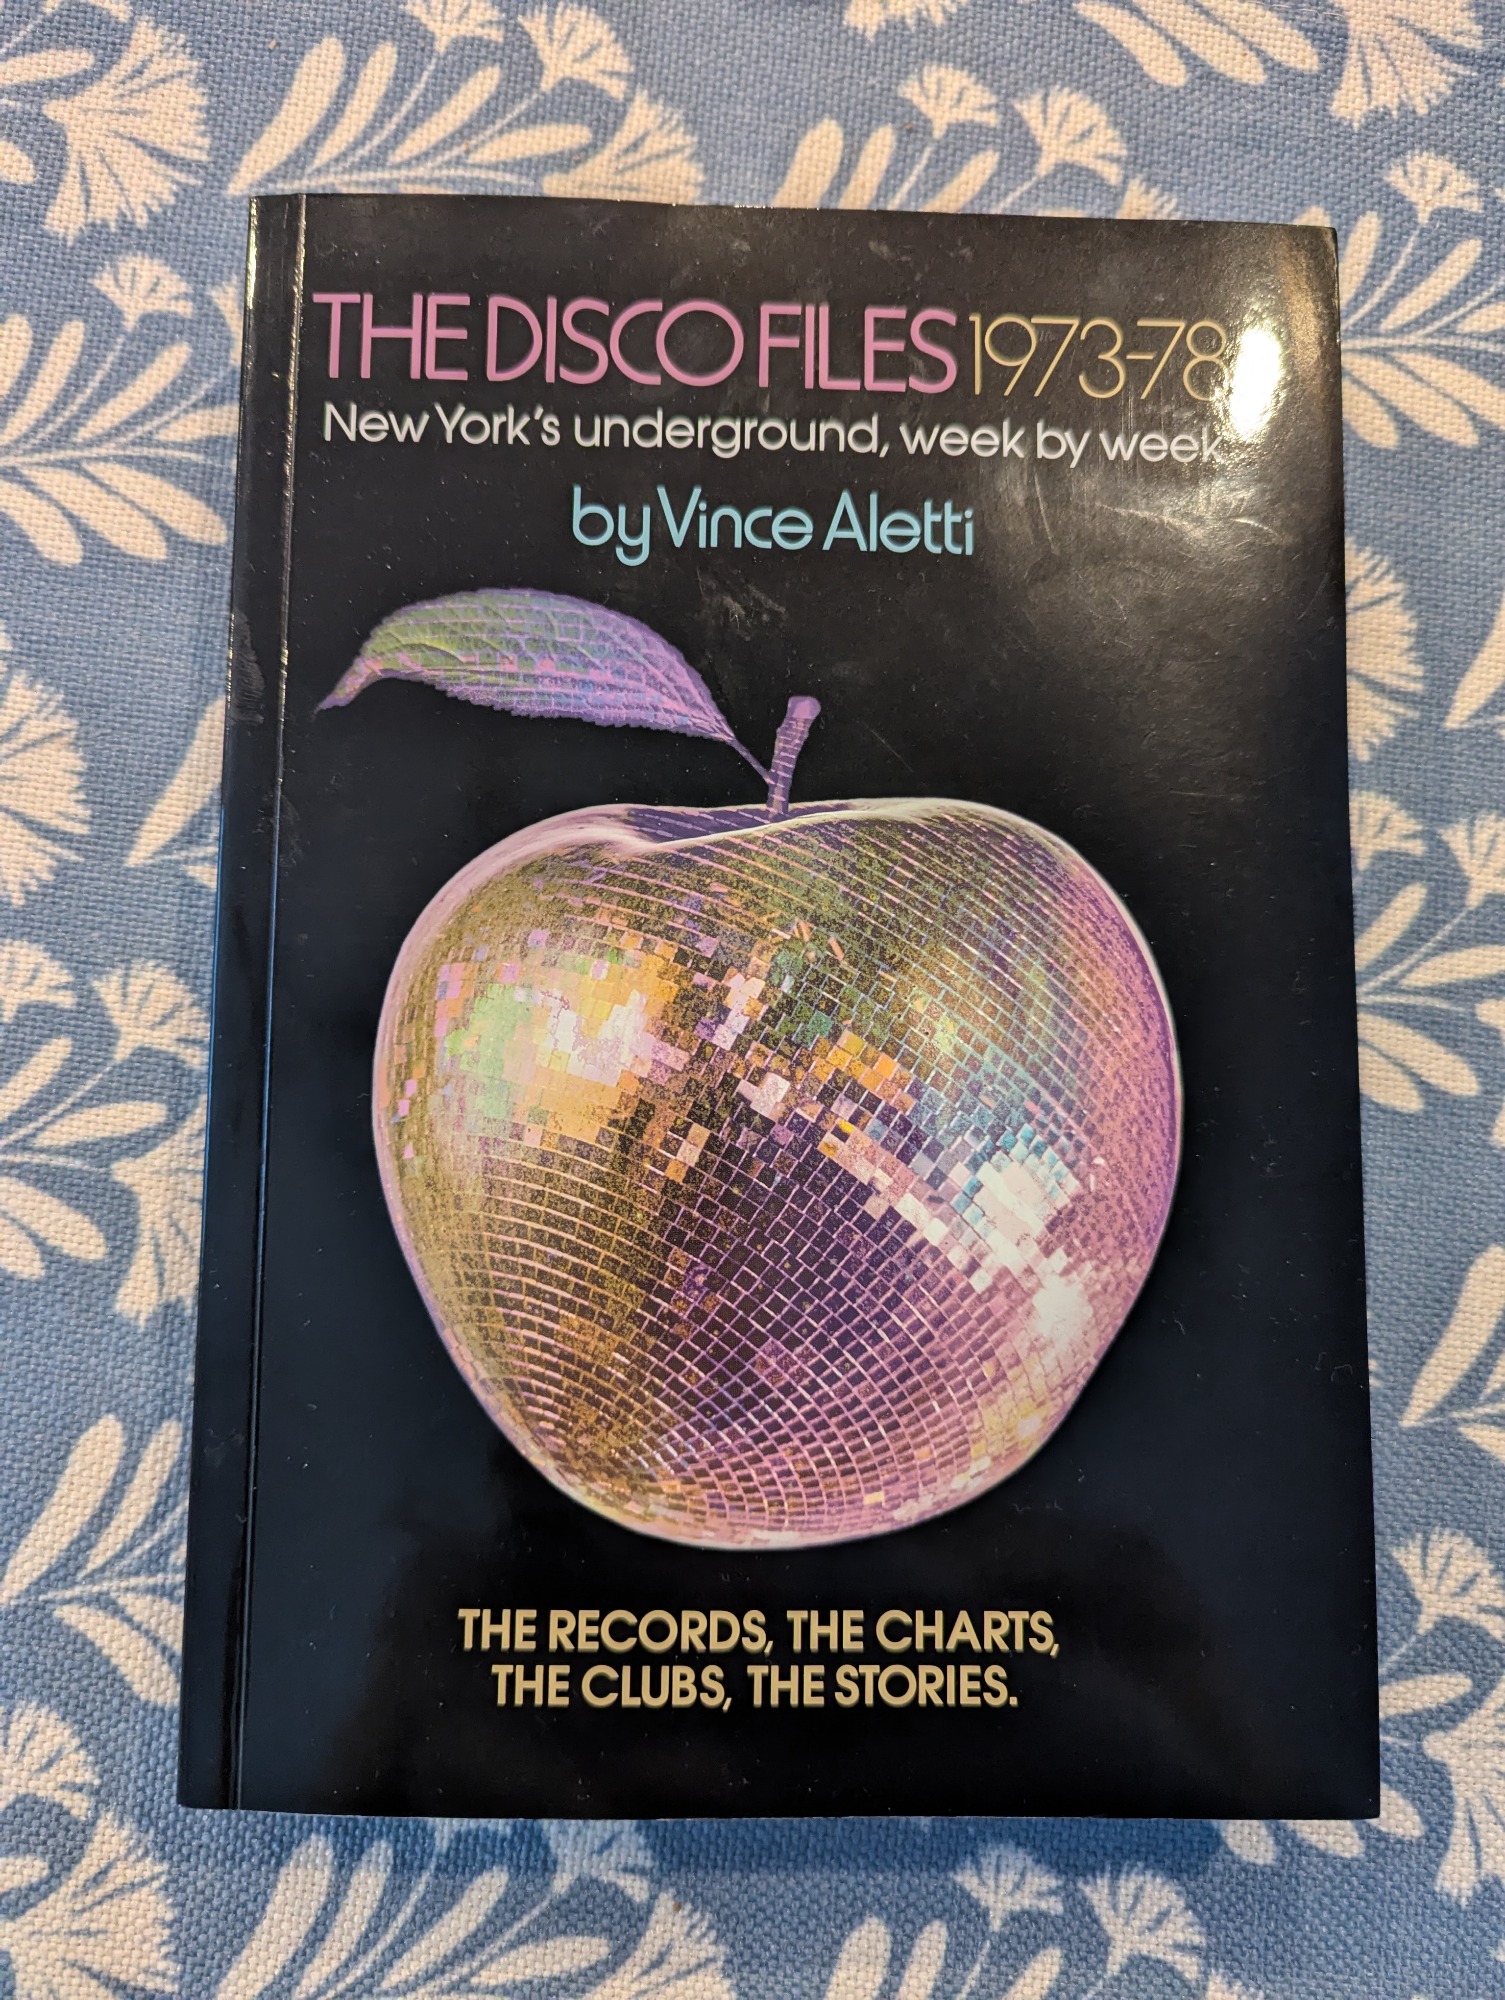 THE DISCO FILES 1973-78
New York's underground, week by week
by Vince Aletti
THE RECORDS, THE CHARTS,
THE CLUBS, THE STORIES.